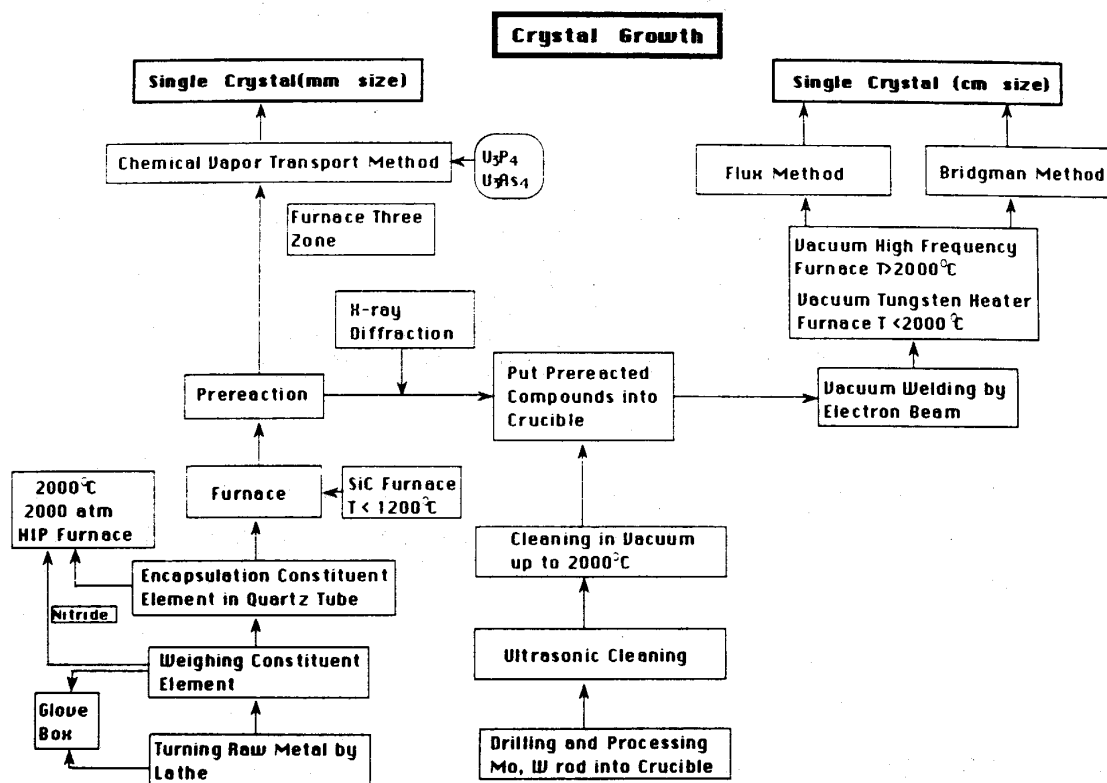 Crystal Growth
Single Crystal(mm size)
Single Crystal (cm size)
Chemical Vapor Transport Method
U₃P₄
U₃As₄
Flux Method
Bridgman Method
Furnace Three
Zone
Vacuum High Frequency
Furnace T>2000°C
Vacuum Tungsten Heater
Furnace T<2000°C
X-ray
Diffraction
Prereaction
Put Prereacted
Compounds into
Crucible
Vacuum Welding by
Electron Beam
2000°C
2000 atm
HIP Furnace
Furnace
SiC Furnace
T< 1200°C
Cleaning in Vacuum
up to 2000°C
Encapsulation Constituent
Element in Quartz Tube
Nitride
Weighing Constituent
Element
Ultrasonic Cleaning
Glove
Box
Turning Raw Metal by
Lathe
Drilling and Processing
Mo, W rod into Crucible